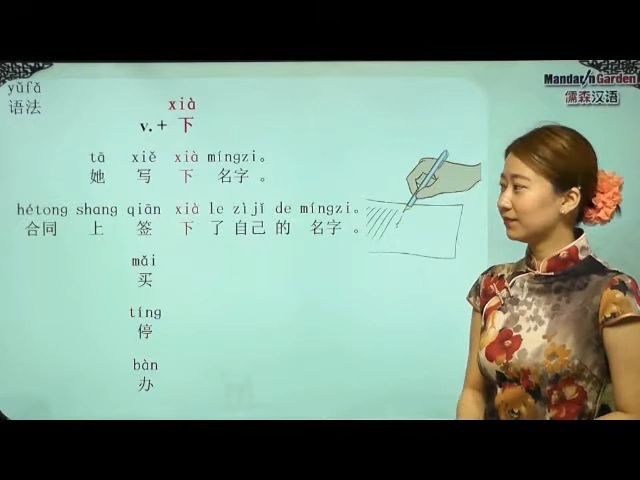 yǔfǎ
语法
Mandarin Garden
儒森汉语
xià
v. + 下
tā xiě xià míngzi。
她 写 下 名字 。
hétong shang qiān xià le zìjǐ de míngzi。
合同 上 签 下 了 自己 的 名字 。
mǎi
买
tíng
停
bàn
办